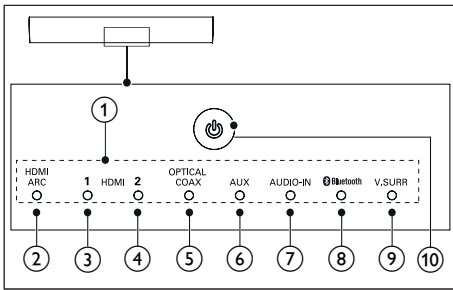 1
HDMI ARC 1 HDMI 2 OPTICAL COAX AUX AUDIO-IN Bluetooth V.SURR
2 3 4 5 6 7 8 9 10